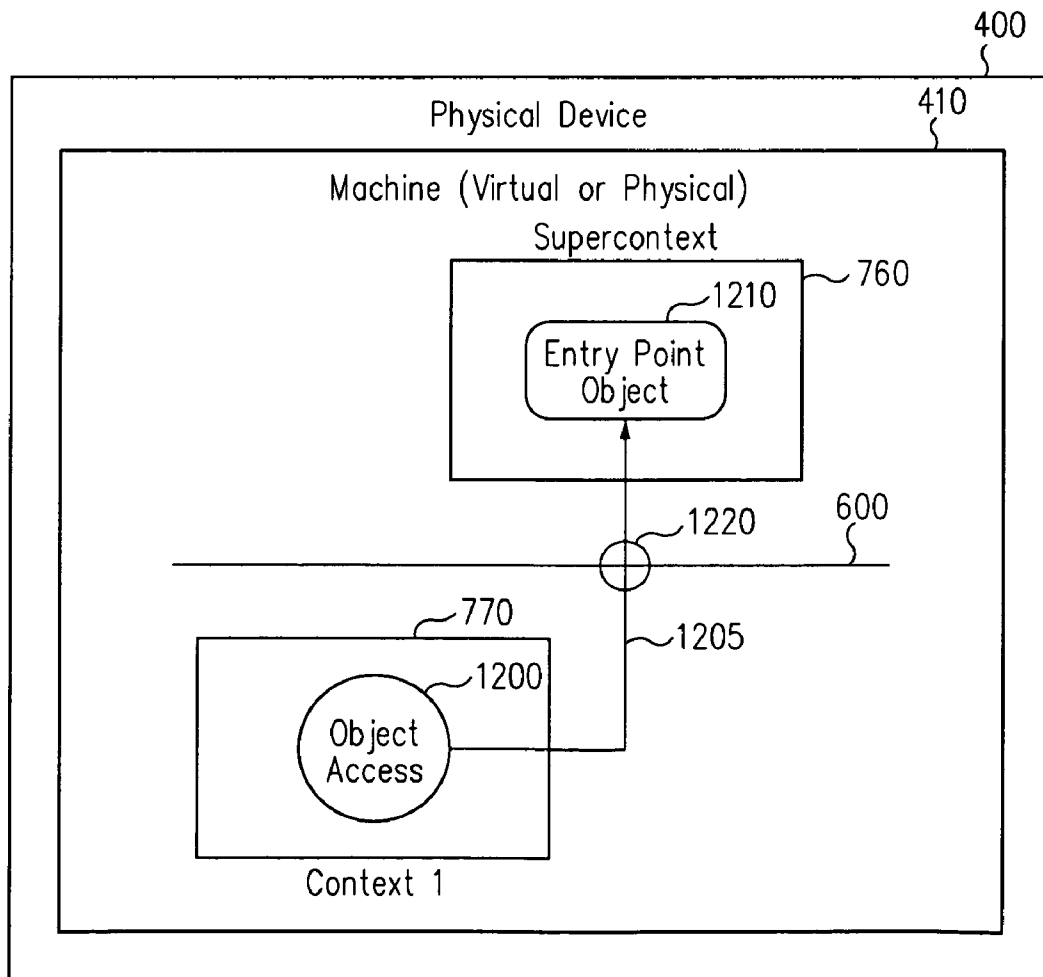 400
Physical Device
410
Machine (Virtual or Physical)
Supercontext
760
1210
Entry Point
Object
1220
600
770
1205
1200
Object
Access
Context 1